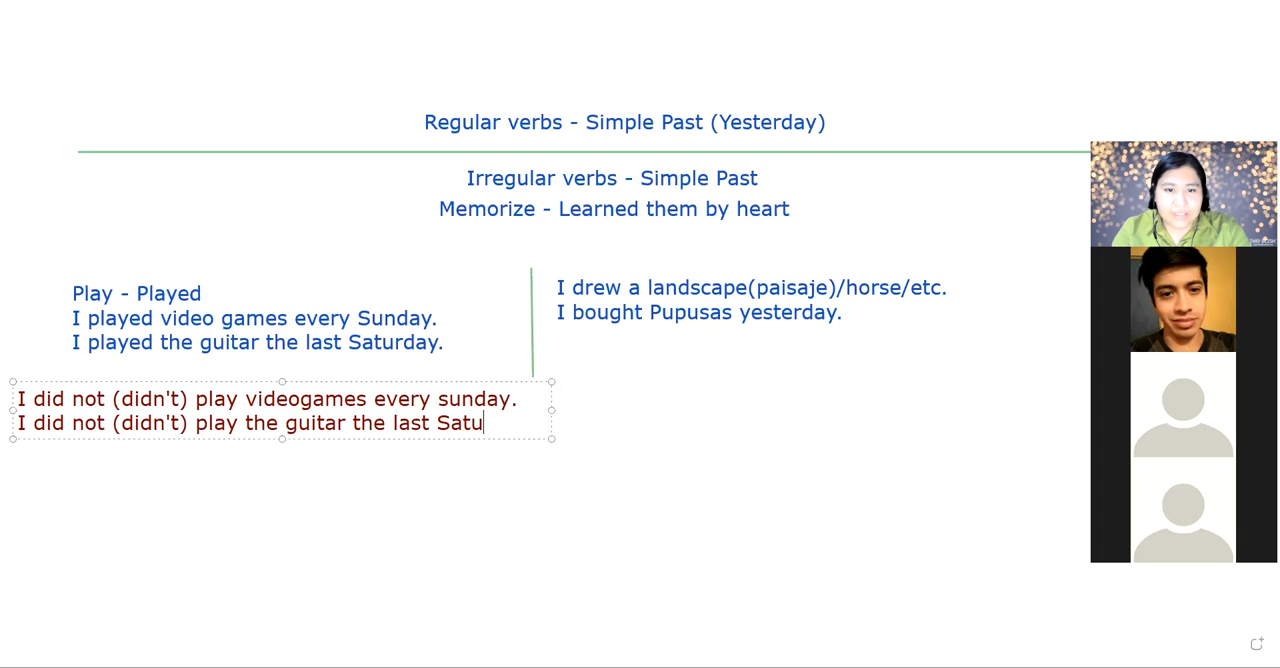 Regular verbs - Simple Past (Yesterday)
Irregular verbs - Simple Past
Memorize - Learned them by heart
Play - Played
I played video games every Sunday.
I played the guitar the last Saturday.
I drew a landscape(paisaje)/horse/etc.
I bought Pupusas yesterday.
I did not (didn't) play videogames every sunday.
I did not (didn't) play the guitar the last Satu